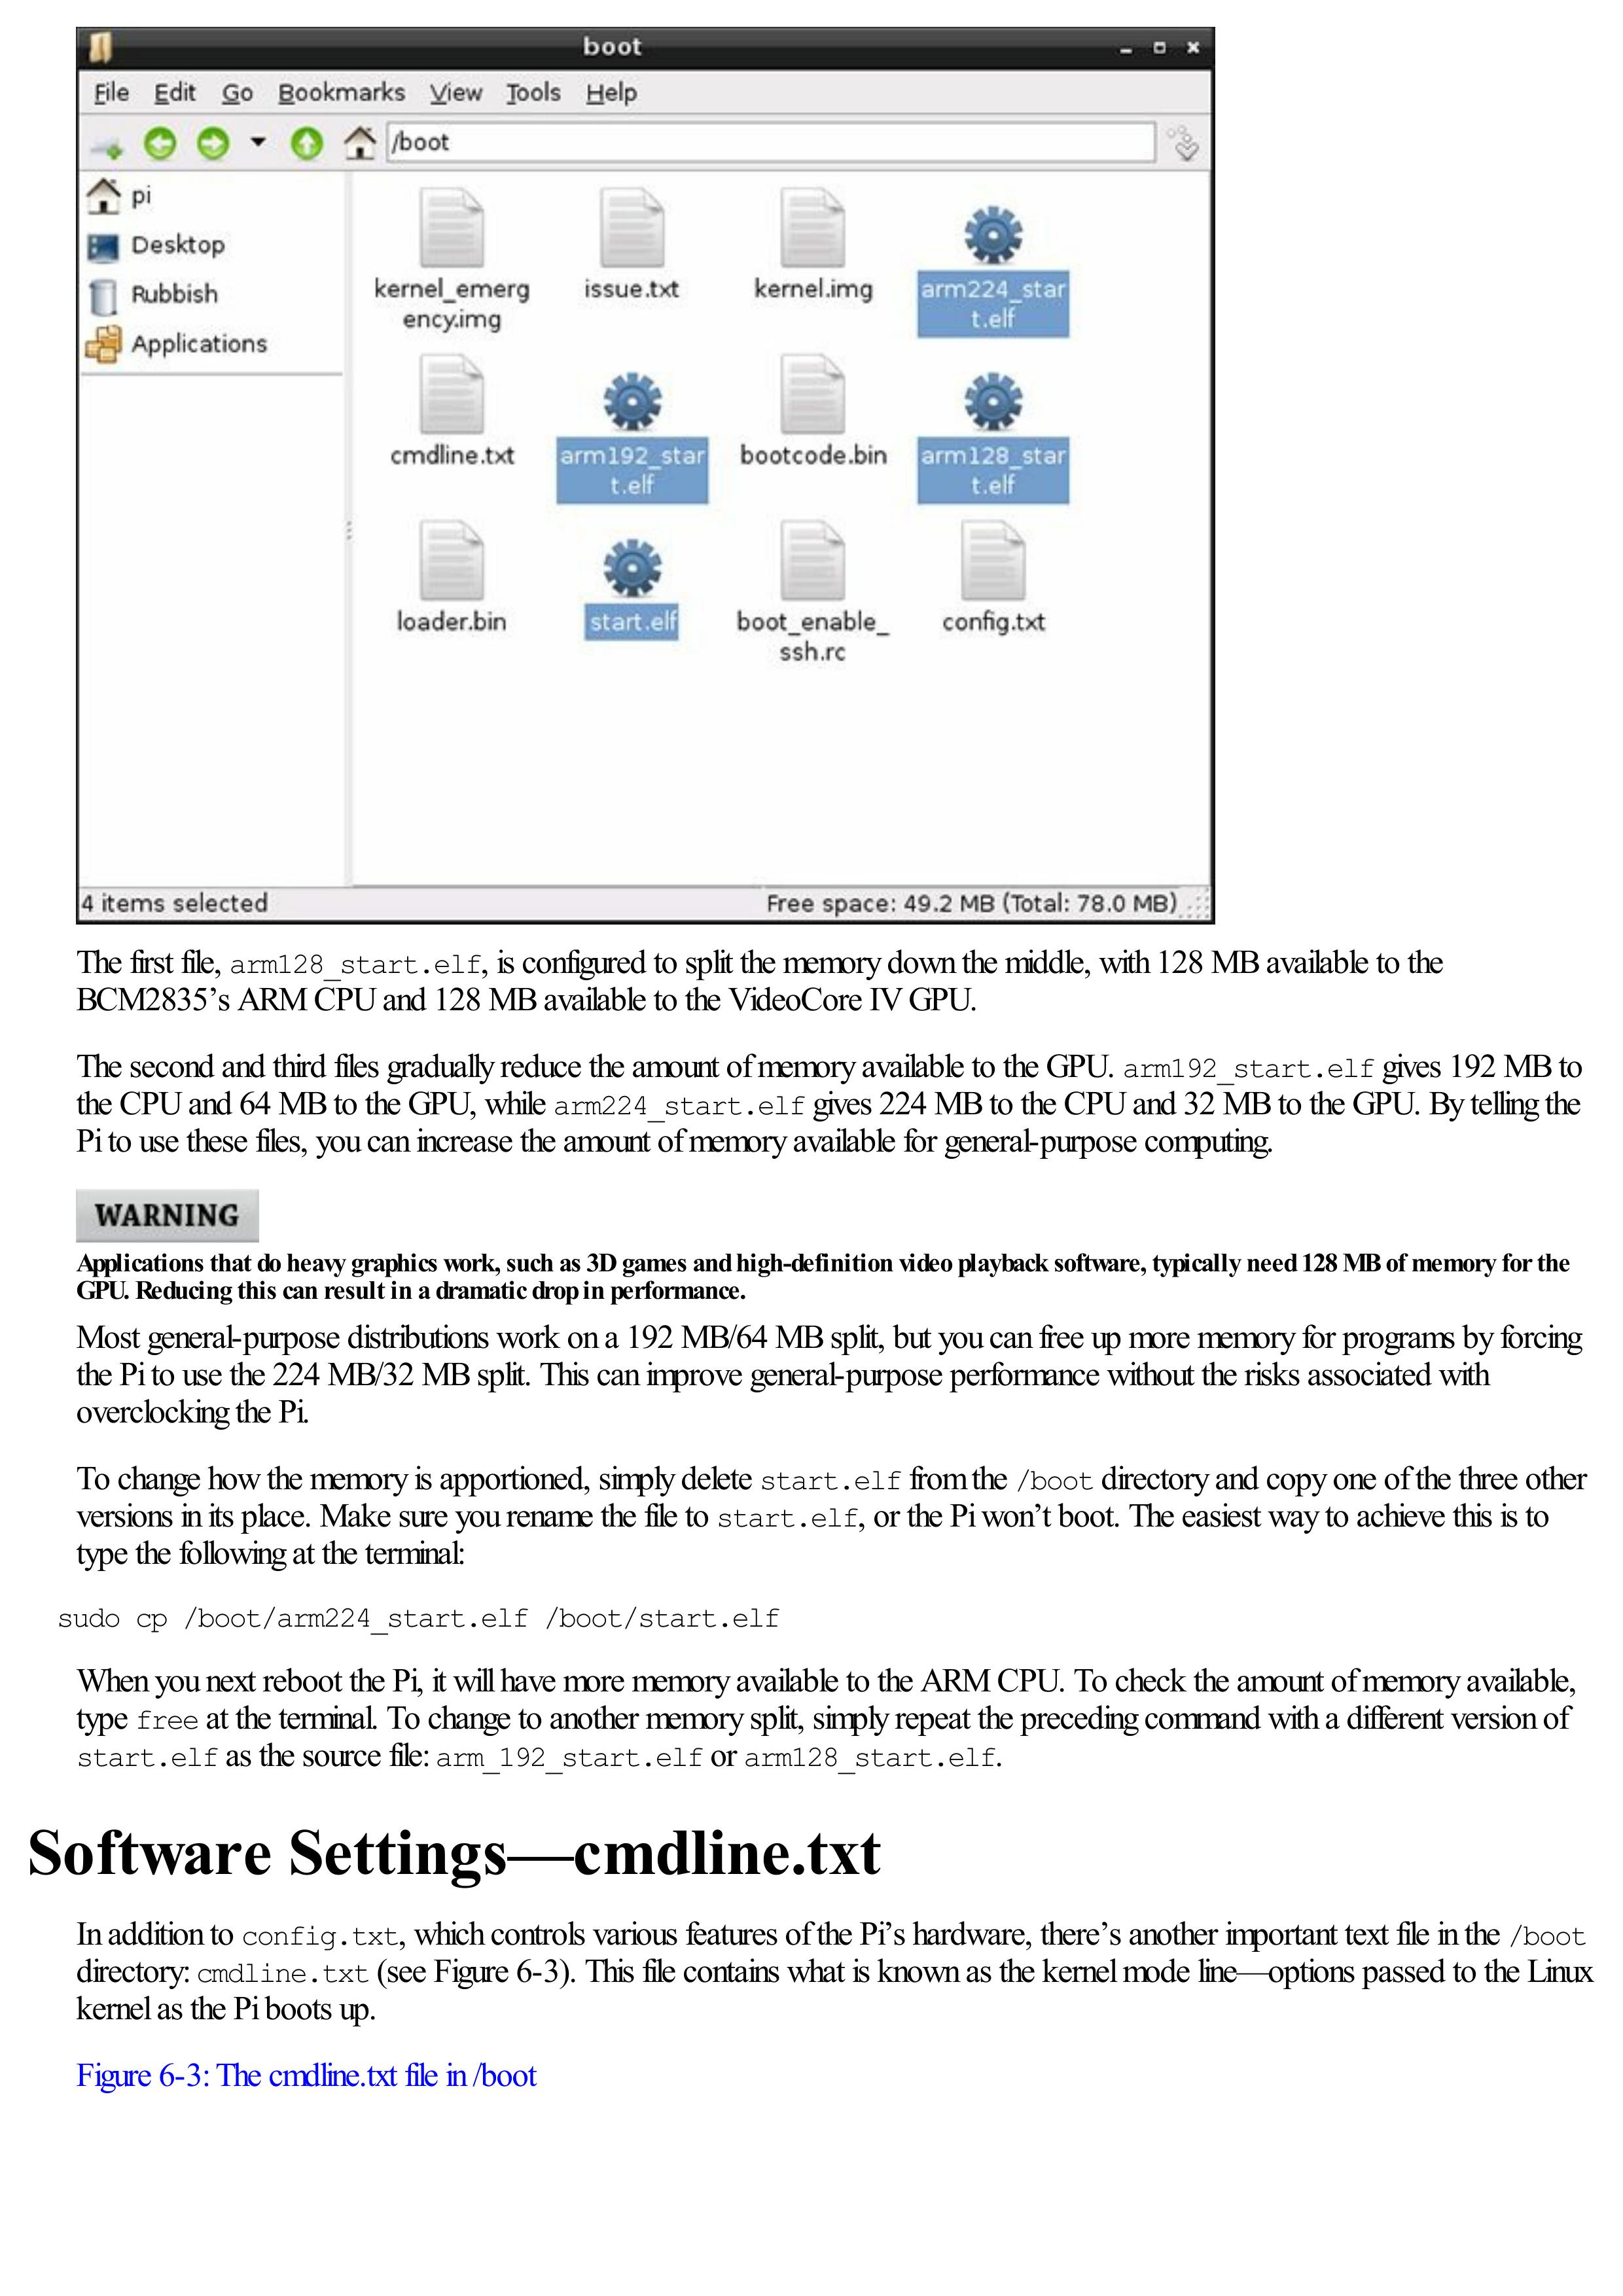 boot
File Edit Go Bookmarks View Tools Help
/boot
pi
Desktop
Rubbish
Applications
kernel_emerg
ency.img
issue.txt
kernel.img
arm224_star
t.elf
cmdline.txt
arm192_star
t.elf
bootcode.bin
arm128_star
t.elf
loader.bin
start.elf
boot_enable_
ssh.rc
config.txt
4 items selected
Free space: 49.2 MB (Total: 78.0 MB)
The first file, arm128_start.elf, is configured to split the memory down the middle, with 128 MB available to the
BCM2835’s ARM CPU and 128 MB available to the VideoCore IV GPU.
The second and third files gradually reduce the amount of memory available to the GPU. arm192_start.elf gives 192 MB to
the CPU and 64 MB to the GPU, while arm224_start.elf gives 224 MB to the CPU and 32 MB to the GPU. By telling the
Pi to use these files, you can increase the amount of memory available for general-purpose computing.
WARNING
Applications that do heavy graphics work, such as 3D games and high-definition video playback software, typically need 128 MB of memory for the
GPU. Reducing this can result in a dramatic drop in performance.
Most general-purpose distributions work on a 192 MB/64 MB split, but you can free up more memory for programs by forcing
the Pi to use the 224 MB/32 MB split. This can improve general-purpose performance without the risks associated with
overclocking the Pi.
To change how the memory is apportioned, simply delete start.elf from the /boot directory and copy one of the three other
versions in its place. Make sure you rename the file to start.elf, or the Pi won’t boot. The easiest way to achieve this is to
type the following at the terminal:
sudo cp /boot/arm224_start.elf /boot/start.elf
When you next reboot the Pi, it will have more memory available to the ARM CPU. To check the amount of memory available,
type free at the terminal. To change to another memory split, simply repeat the preceding command with a different version of
start.elf as the source file: arm_192_start.elf or arm128_start.elf.
Software Settings—cmdline.txt
In addition to config.txt, which controls various features of the Pi’s hardware, there’s another important text file in the /boot
directory: cmdline.txt (see Figure 6-3). This file contains what is known as the kernel mode line—options passed to the Linux
kernel as the Pi boots up.
Figure 6-3: The cmdline.txt file in /boot